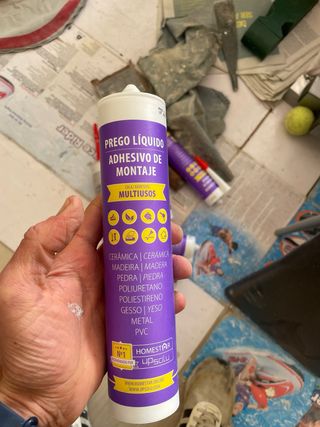 PREGO LÍQUIDO
ADHESIVO DE
MONTAJE
MULTIUSOS
CERÁMICA | CERÂMICA
MADEIRA | MADERA
PEDRA | PIEDRA
POLIURETANO
POLIESTIRENO
GESSO | YESO
METAL
PVC
Nº1
HOMESTAR